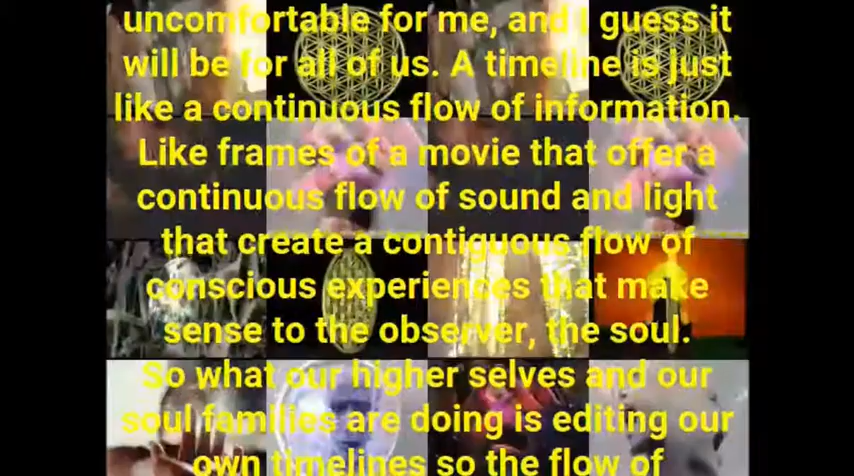 uncomfortable for me, and I guess it
will be for all of us. A timeline is just
like a continuous flow of information.
Like frames of a movie that offer a
continuous flow of sound and light
that create a contiguous flow of
conscious experiences that make
sense to the observer, the soul.
So what our higher selves and our
soul families are doing is editing our
own timelines so the flow of